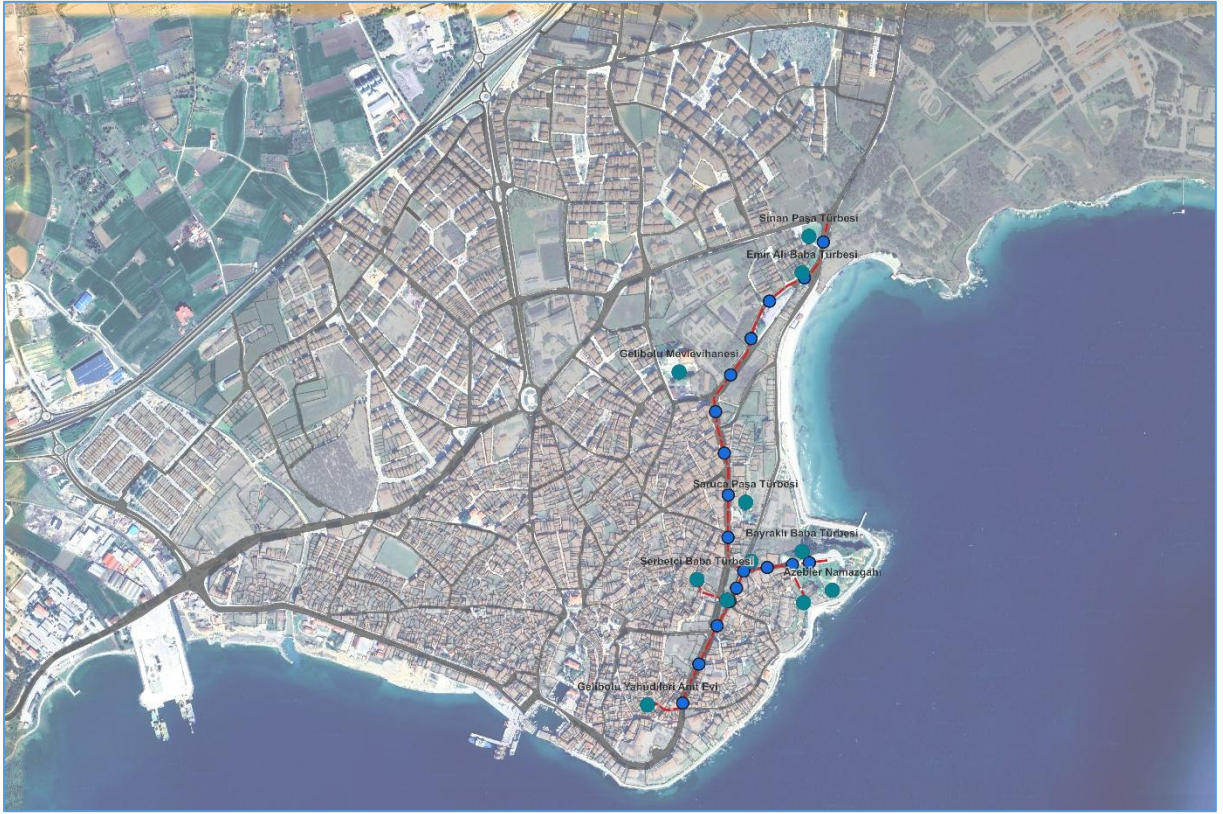 Sinan Paşa Türbesi
Emir Ali Baba Türbesi
Gelibolu Mevlevihanesi
Saruca Paşa Türbesi
Bayraklı Baba Türbesi
Şerbetçi Baba Türbesi
Azebler Namazgahı
Gelibolu Yahudileri Anıt Evi